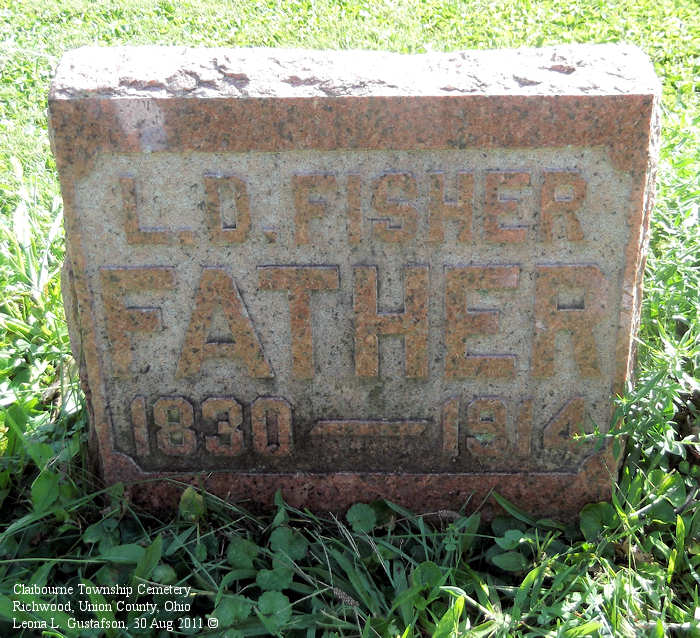 L. D. FISHER
FATHER
1830 — 1914
Claibourne Township Cemetery
Richwood, Union County, Ohio
Leona L. Gustafson, 30 Aug 2011 ©